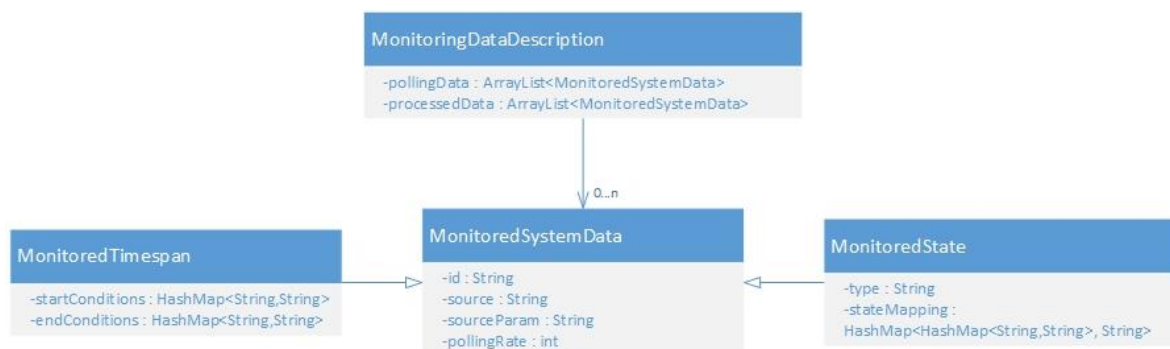 MonitoringDataDescription
-pollingData : ArrayList<MonitoredSystemData>
-processedData : ArrayList<MonitoredSystemData>
0...n
MonitoredTimespan
-startConditions : HashMap<String,String>
-endConditions : HashMap<String,String>
MonitoredSystemData
-id : String
-source : String
-sourceParam : String
-pollingRate : int
MonitoredState
-type : String
-stateMapping :
HashMap<HashMap<String,String>, String>